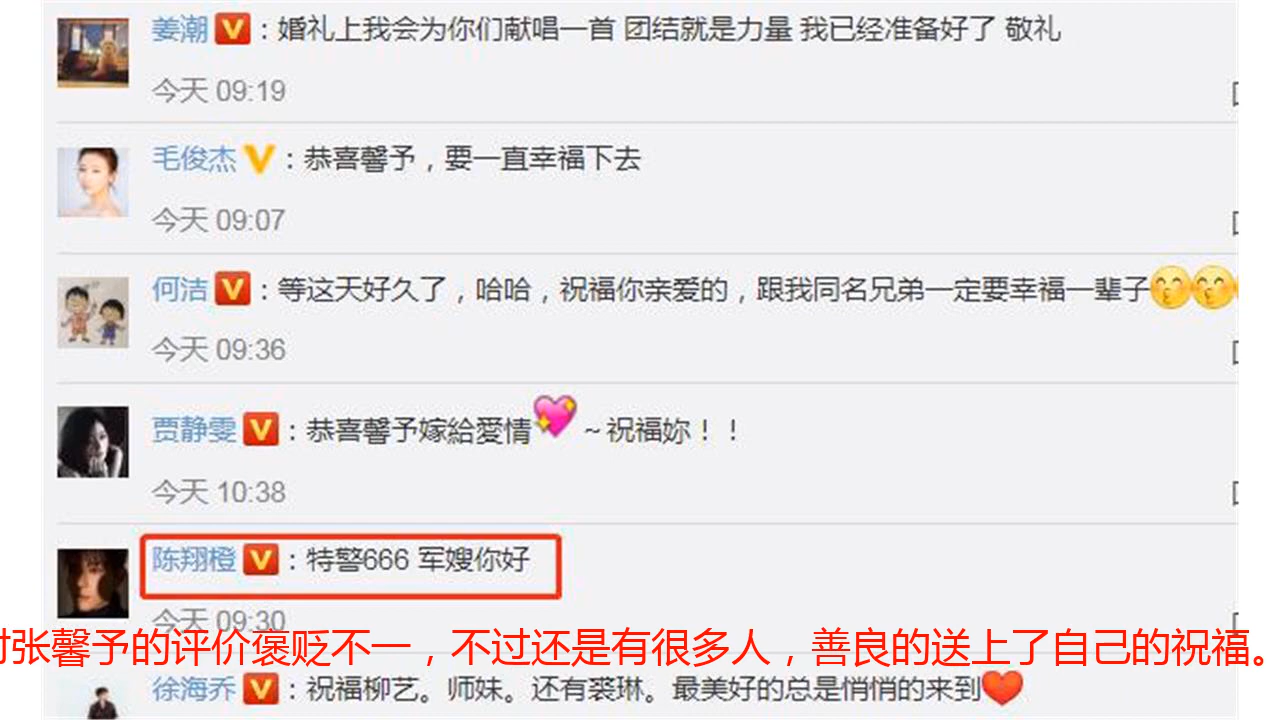 姜潮 V：婚礼上我会为你们献唱一首 团结就是力量 我已经准备好了 敬礼
今天 09:19
毛俊杰 V：恭喜馨予，要一直幸福下去
今天 09:07
何洁 V：等这天好久了，哈哈，祝福你亲爱的，跟我同名兄弟一定要幸福一辈子
今天 09:36
贾静雯 V：恭喜馨予嫁給愛情～祝福妳！！
今天 10:38
陈翔橙 V：特警666 军嫂你好
今天 09:30
对张馨予的评价褒贬不一，不过还是有很多人，善良的送上了自己的祝福。
徐海乔 V：祝福柳艺。师妹。还有裘琳。最美好的总是悄悄的来到